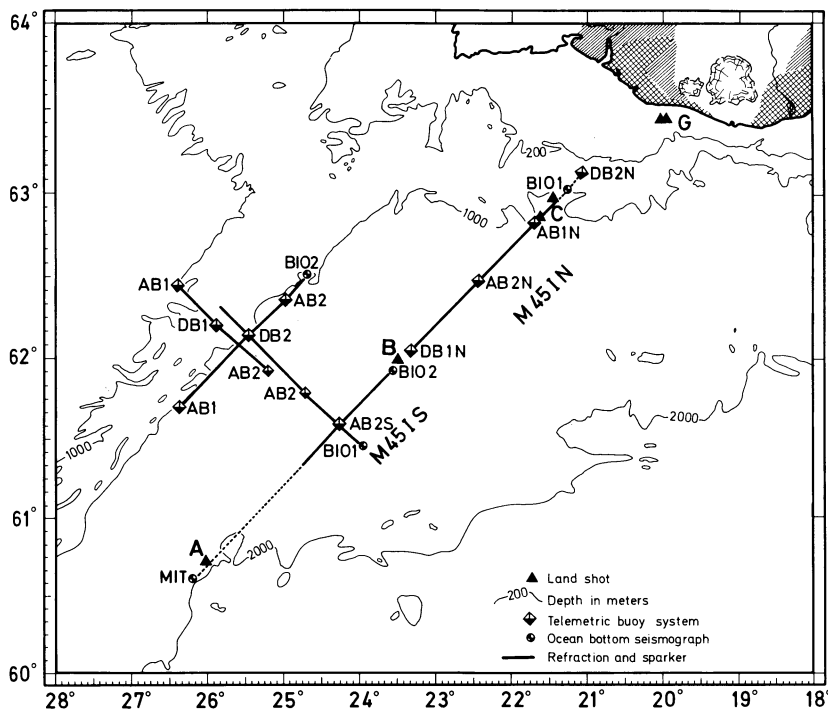 64°
G
200
DB2N
BIO1
63°
C
1000
AB1N
BIO2
AB1
AB2
AB2N
M 45 I N
DB1
DB2
B
DB1N
62°
BIO2
AB2
AB2
AB1
AB2S
2000
M45 I S
BIO1
1000
61°
A
2000
MIT
Land shot
200
Depth in meters
Telemetric buoy system
Ocean bottom seismograph
Refraction and sparker
60°
28° 27° 26° 25° 24° 23° 22° 21° 20° 19° 18°